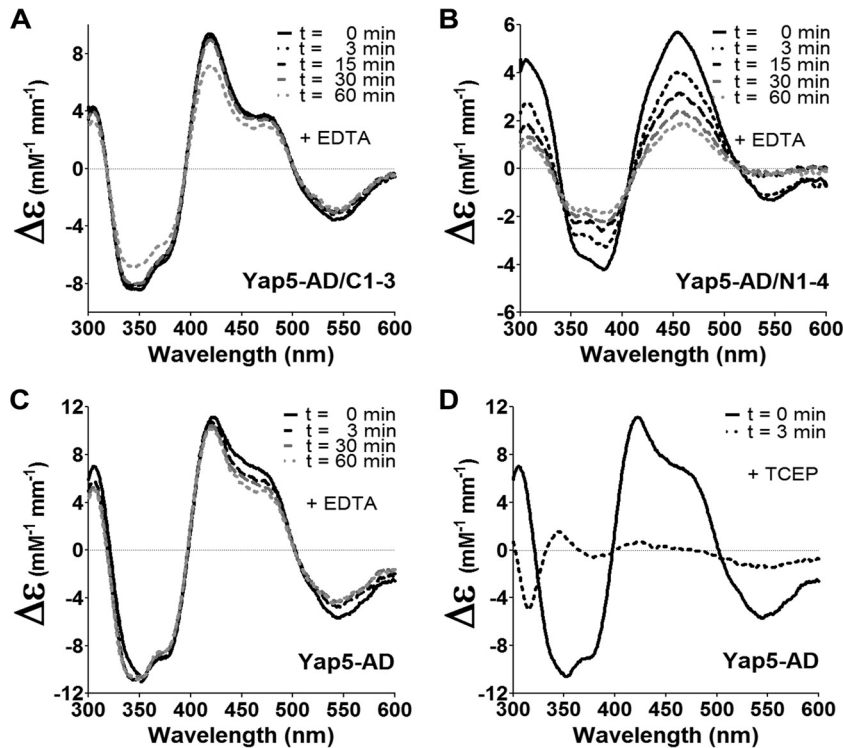 A
t = 0 min
t = 3 min
t = 15 min
t = 30 min
t = 60 min
+ EDTA
Yap5-AD/C1-3
Δε (mM⁻¹ mm⁻¹)
8
4
0
-4
-8
300 350 400 450 500 550 600
Wavelength (nm)
B
t = 0 min
t = 3 min
t = 15 min
t = 30 min
t = 60 min
+ EDTA
Yap5-AD/N1-4
Δε (mM⁻¹ mm⁻¹)
6
4
2
0
-2
-4
-6
300 350 400 450 500 550 600
Wavelength (nm)
C
t = 0 min
t = 3 min
t = 30 min
t = 60 min
+ EDTA
Yap5-AD
Δε (mM⁻¹ mm⁻¹)
12
8
4
0
-4
-8
-12
300 350 400 450 500 550 600
Wavelength (nm)
D
t = 0 min
t = 3 min
+ TCEP
Yap5-AD
Δε (mM⁻¹ mm⁻¹)
12
8
4
0
-4
-8
-12
300 350 400 450 500 550 600
Wavelength (nm)